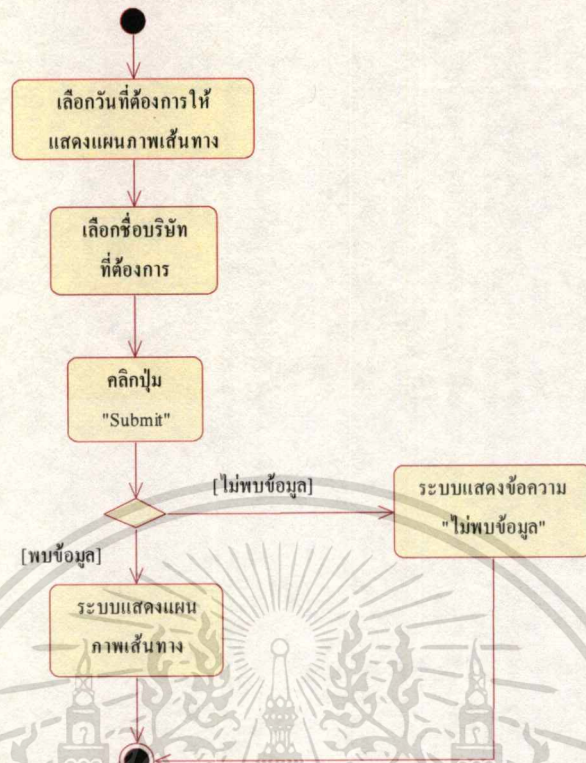 เลือกวันที่ต้องการให้
แสดงแผนภาพเส้นทาง
เลือกชื่อบริษัท
ที่ต้องการ
คลิกปุ่ม
"Submit"
[ไม่พบข้อมูล]
ระบบแสดงข้อความ
"ไม่พบข้อมูล"
[พบข้อมูล]
ระบบแสดงแผน
ภาพเส้นทาง